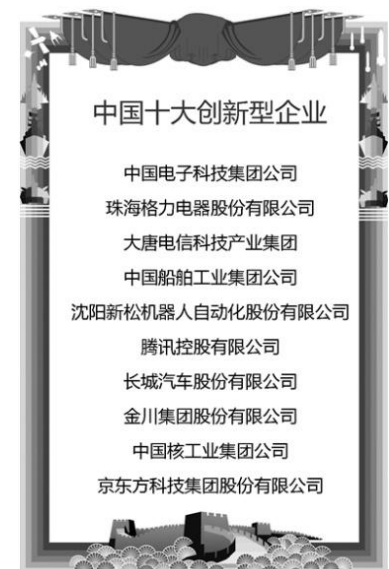 中国十大创新型企业
中国电子科技集团公司
珠海格力电器股份有限公司
大唐电信科技产业集团
中国船舶工业集团公司
沈阳新松机器人自动化股份有限公司
腾讯控股有限公司
长城汽车股份有限公司
金川集团股份有限公司
中国核工业集团公司
京东方科技集团股份有限公司